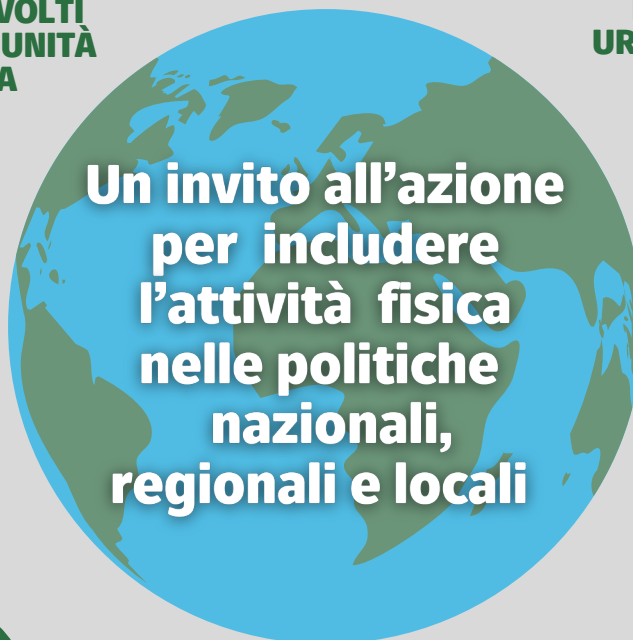 VOLTI
UNITÀ
A
UR
Un invito all'azione
per includere
l'attività fisica
nelle politiche
nazionali,
regionali e locali